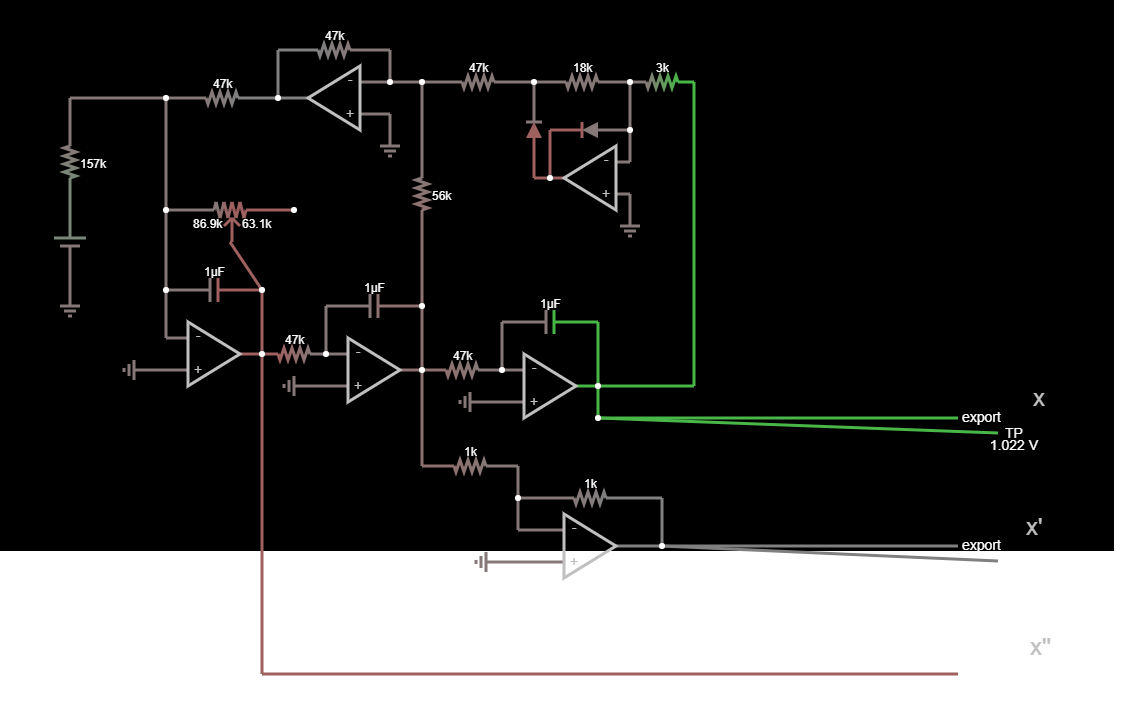 47k
47k
18k
3k
47k
157k
56k
86.9k
63.1k
1µF
1µF
1µF
47k
47k
X
export
TP
1.022 V
1k
1k
X'
export
X"